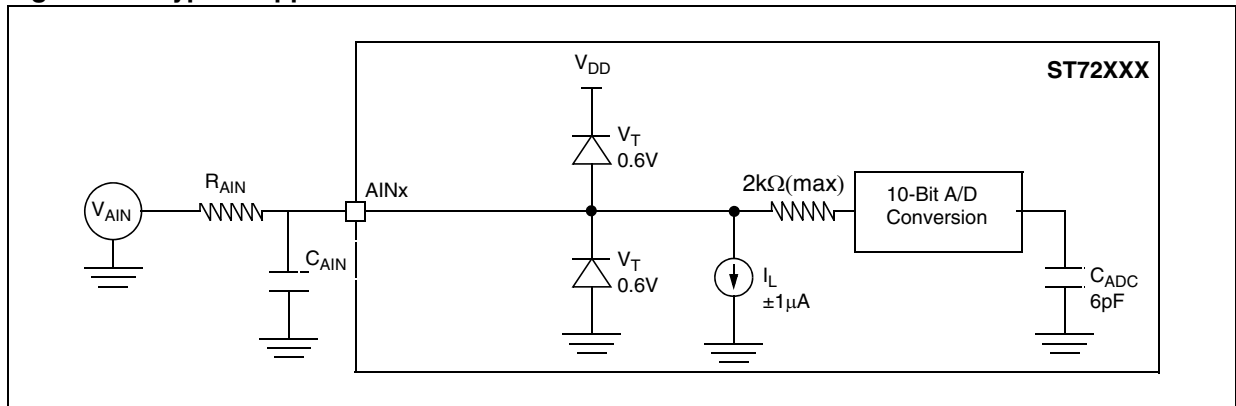 ST72XXX
VDD
VT
0.6V
RAIN
AINx
2kΩ(max)
10-Bit A/D
Conversion
VAIN
CAIN
VT
0.6V
IL
±1μA
CADC
6pF